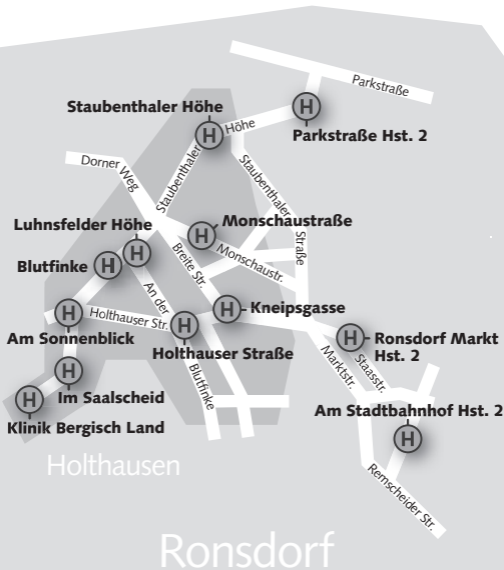 Parkstraße
Staubenthaler Höhe
H
H
Höhe
Parkstraße Hst. 2
Dorner Weg
Staubenthaler
Staubenthaler
Straße
Luhnsfelder Höhe
H
H
Monschaustraße
Blutfinke
H
Breite Str.
Monschaustr.
An der
Blutfinke
H
Holthauser Str.
H
H
Kneipsgasse
Am Sonnenblick
Holthauser Straße
H
Ronsdorf Markt
Hst. 2
Marktstr.
Staasstr.
H
Im Saalscheid
H
Klinik Bergisch Land
Am Stadtbahnhof Hst. 2
H
Holthausen
Remscheider Str.
Ronsdorf